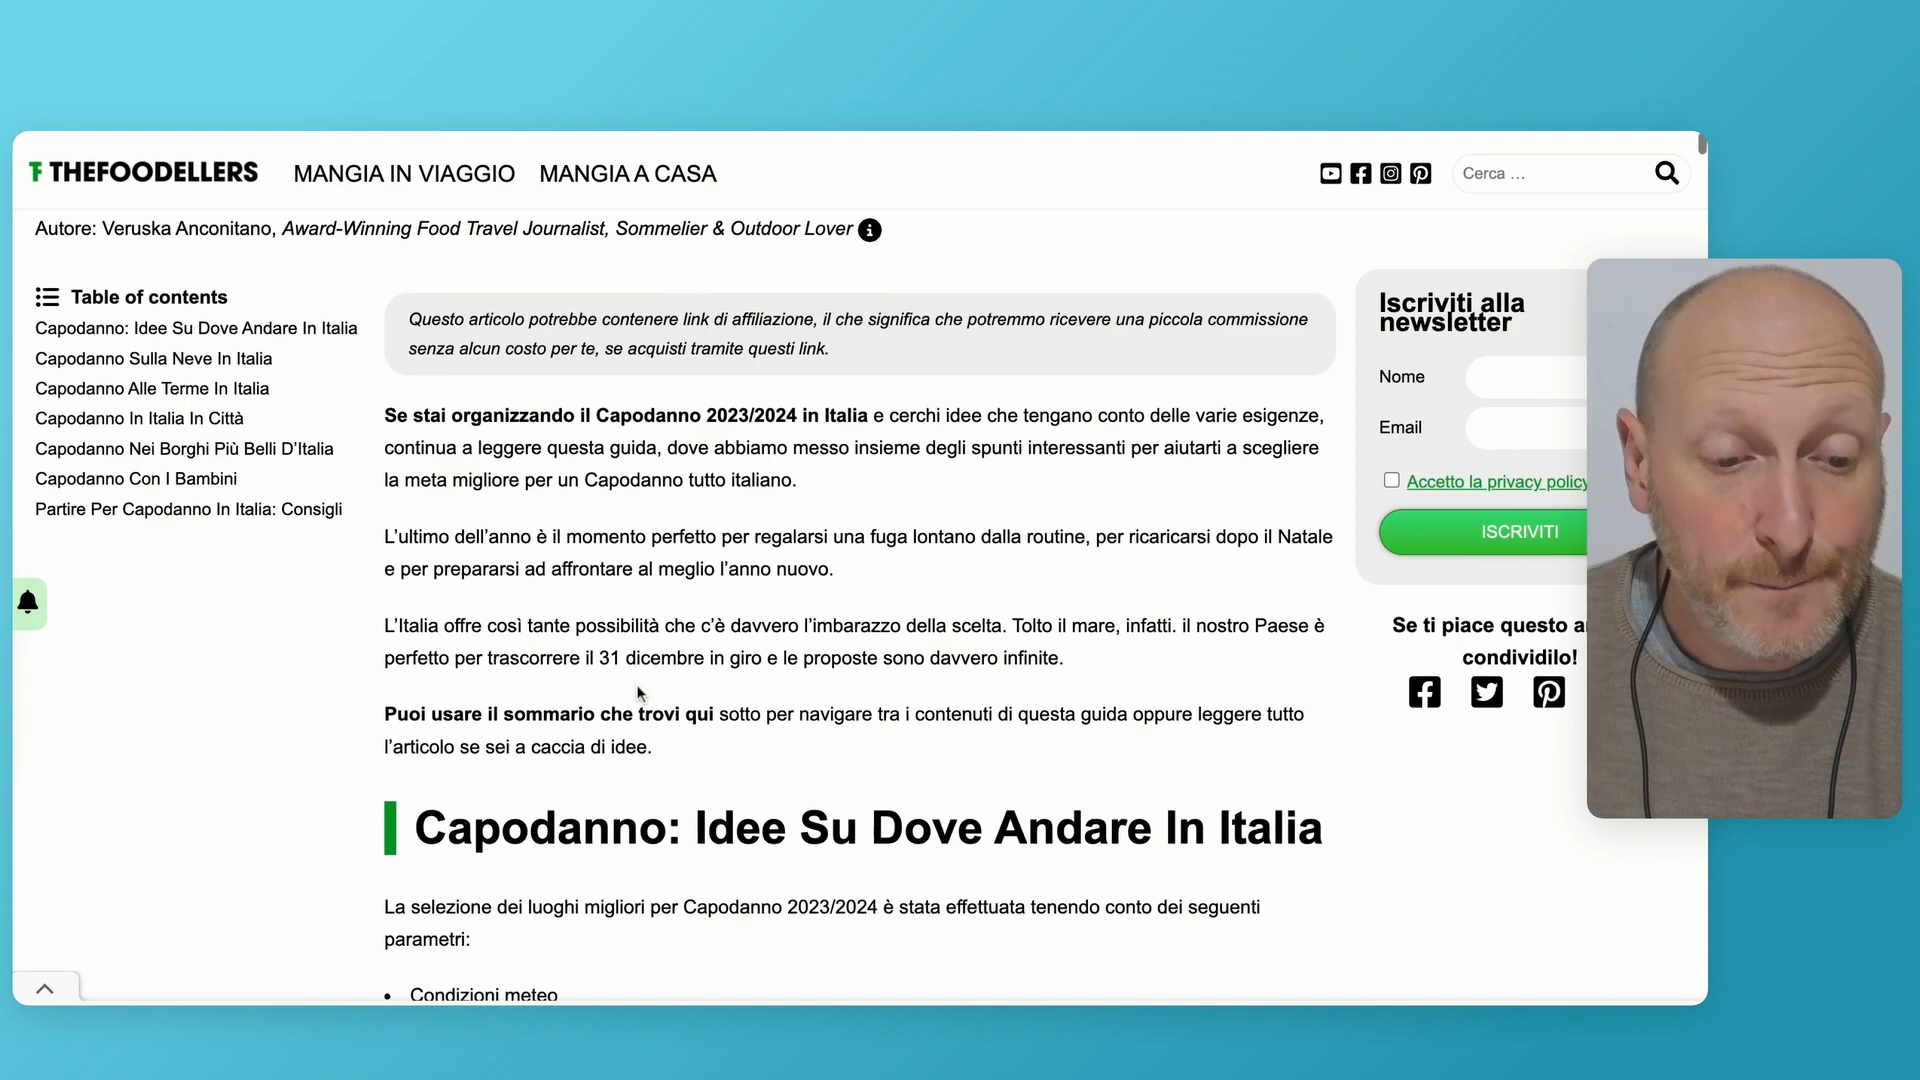 THEFOODELLERS MANGIA IN VIAGGIO MANGIA A CASA Cerca ...
Autore: Veruska Anconitano, Award-Winning Food Travel Journalist, Sommelier & Outdoor Lover
Table of contents
Capodanno: Idee Su Dove Andare In Italia
Capodanno Sulla Neve In Italia
Capodanno Alle Terme In Italia
Capodanno In Italia In Città
Capodanno Nei Borghi Più Belli D'Italia
Capodanno Con I Bambini
Partire Per Capodanno In Italia: Consigli
Questo articolo potrebbe contenere link di affiliazione, il che significa che potremmo ricevere una piccola commissione
senza alcun costo per te, se acquisti tramite questi link.
Se stai organizzando il Capodanno 2023/2024 in Italia e cerchi idee che tengano conto delle varie esigenze,
continua a leggere questa guida, dove abbiamo messo insieme degli spunti interessanti per aiutarti a scegliere
la meta migliore per un Capodanno tutto italiano.
L'ultimo dell'anno è il momento perfetto per regalarsi una fuga lontano dalla routine, per ricaricarsi dopo il Natale
e per prepararsi ad affrontare al meglio l'anno nuovo.
L'Italia offre così tante possibilità che c'è davvero l'imbarazzo della scelta. Tolto il mare, infatti. il nostro Paese è
perfetto per trascorrere il 31 dicembre in giro e le proposte sono davvero infinite.
Puoi usare il sommario che trovi qui sotto per navigare tra i contenuti di questa guida oppure leggere tutto
l'articolo se sei a caccia di idee.
Capodanno: Idee Su Dove Andare In Italia
La selezione dei luoghi migliori per Capodanno 2023/2024 è stata effettuata tenendo conto dei seguenti
parametri:
• Condizioni meteo
Iscriviti alla
newsletter
Nome
Email
Accetto la privacy policy
ISCRIVITI
Se ti piace questo
condividilo!